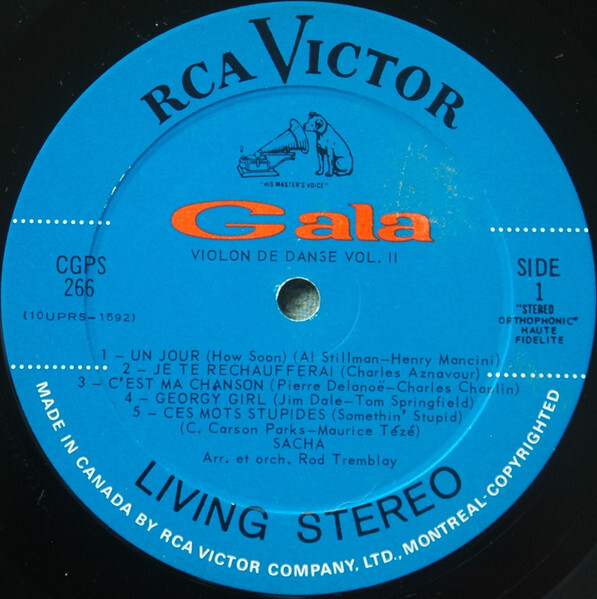 RCA VICTOR
"HIS MASTER'S VOICE"
Gala
VIOLON DE DANSE VOL. II
CGPS
266
(10UPRS-1592)
SIDE
1
"STEREO
ORTHOPHONIC"
HAUTE
FIDELITE
1 – UN JOUR (How Soon) (Al Stillman–Henry Mancini)
2 – JE TE RECHAUFFERAI (Charles Aznavour)
3 – C'EST MA CHANSON (Pierre Delanoë–Charles Chaplin)
4 – GEORGY GIRL (Jim Dale–Tom Springfield)
5 – CES MOTS STUPIDES (Somethin' Stupid)
(C. Carson Parks–Maurice Tézé)
SACHA
Arr. et orch. Rod Tremblay
LIVING STEREO
MADE IN CANADA BY RCA VICTOR COMPANY, LTD., MONTREAL-COPYRIGHTED